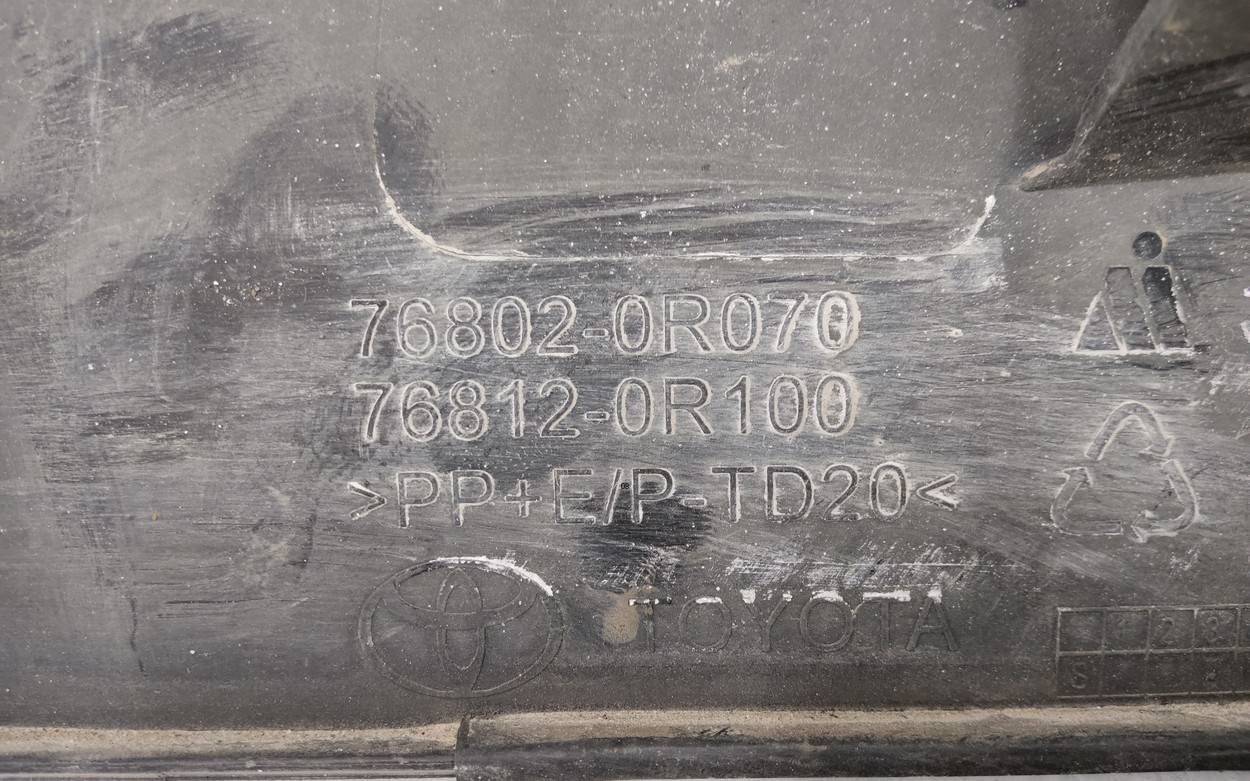 76802-0R070
76812-0R100
>PP+E/P-TD20<
TOYOTA